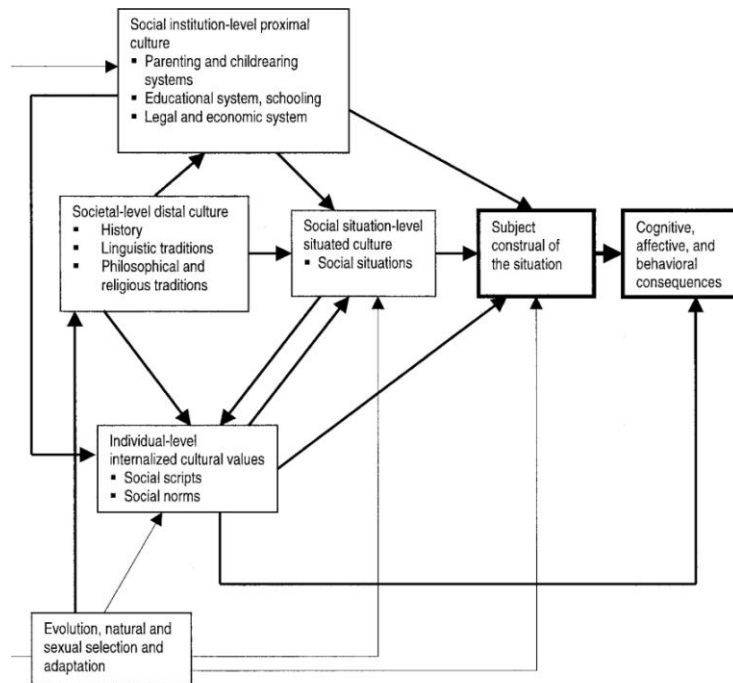 Social institution-level proximal
culture
▪ Parenting and childrearing
systems
▪ Educational system, schooling
▪ Legal and economic system
Societal-level distal culture
▪ History
▪ Linguistic traditions
▪ Philosophical and
religious traditions
Social situation-level
situated culture
▪ Social situations
Subject
construal of
the situation
Cognitive,
affective, and
behavioral
consequences
Individual-level
internalized cultural values
▪ Social scripts
▪ Social norms
Evolution, natural and
sexual selection and
adaptation